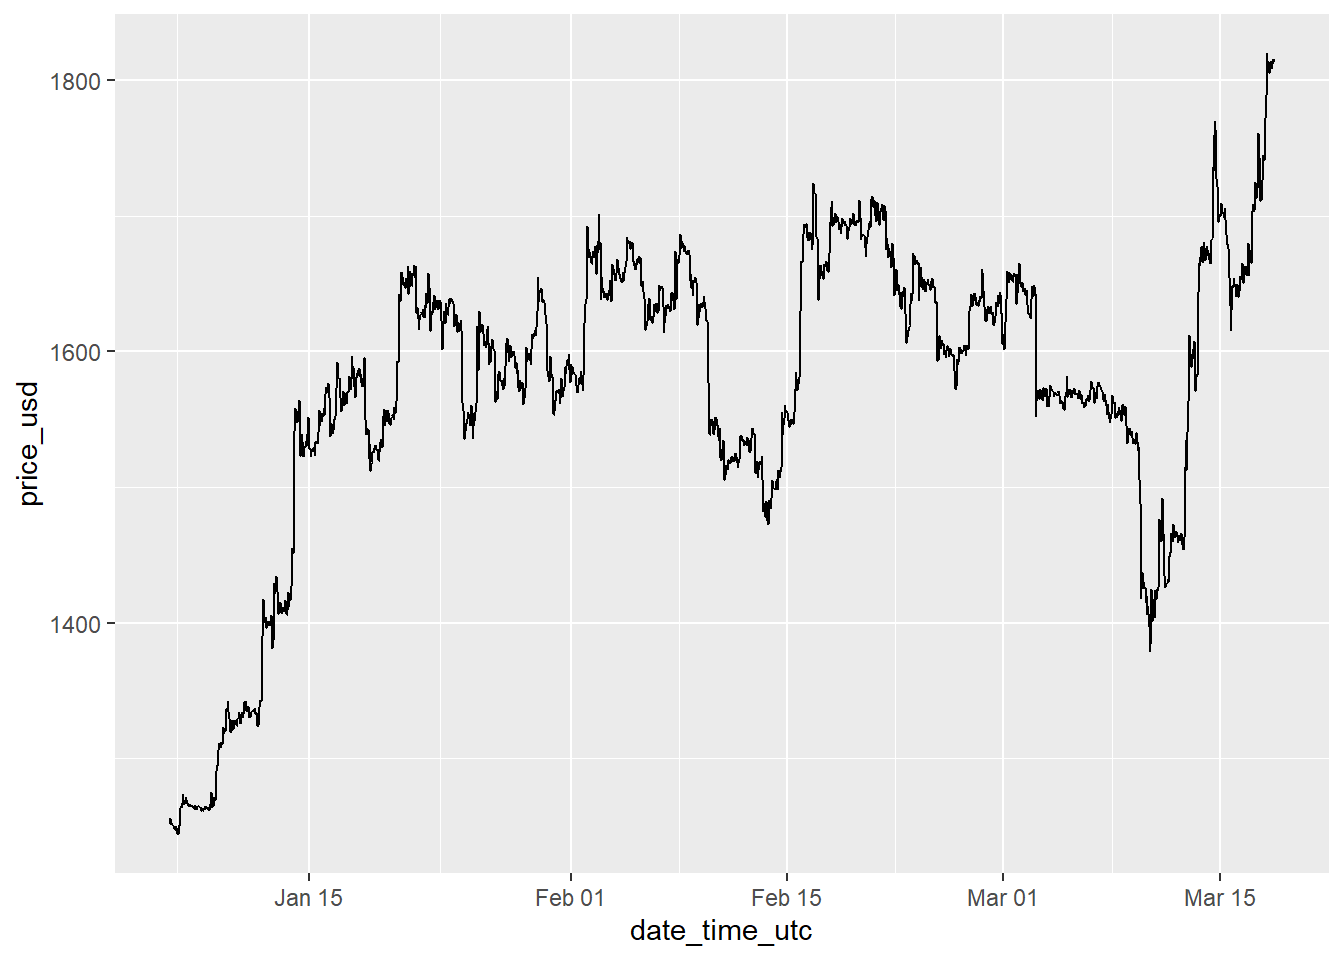 1800
1600
1400
price_usd
Jan 15
Feb 01
Feb 15
Mar 01
Mar 15
date_time_utc